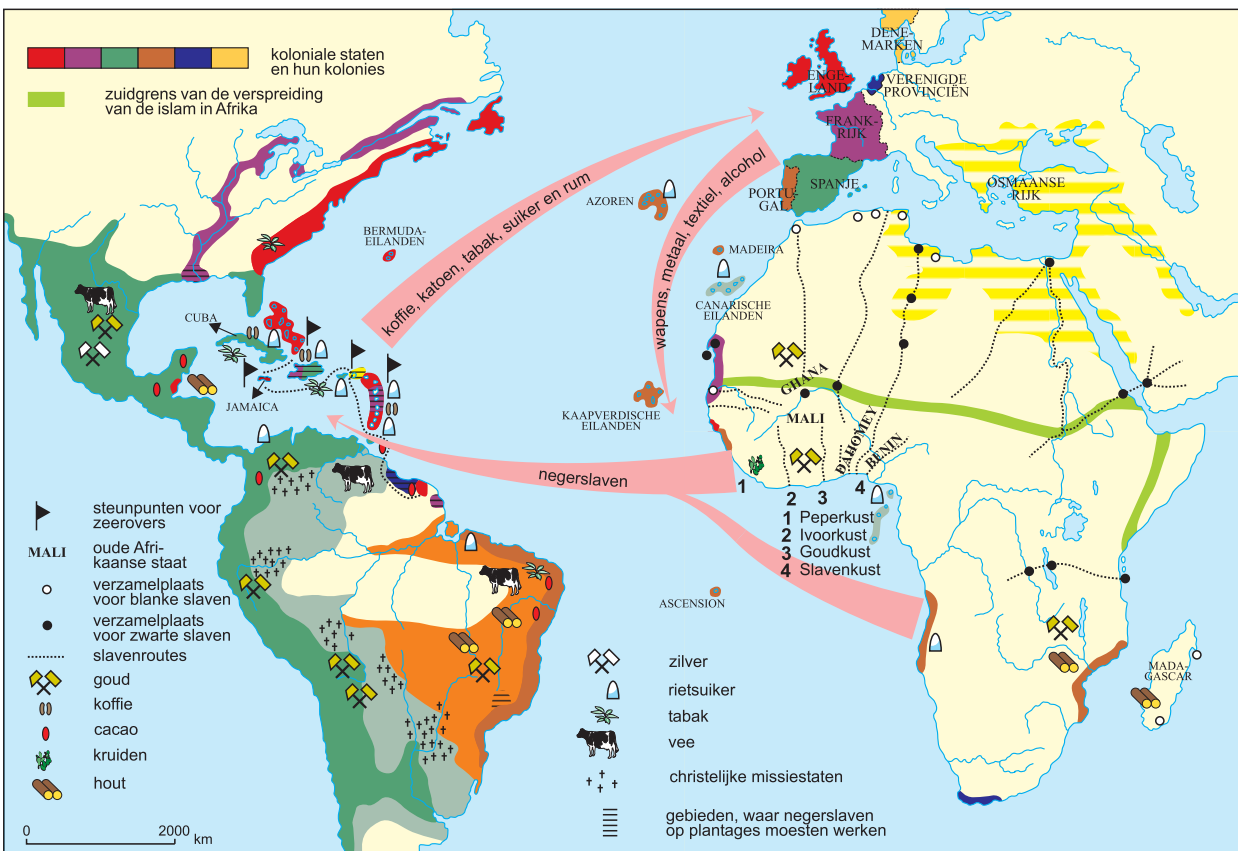 koloniale staten
en hun kolonies
zuidgrens van de verspreiding
van de islam in Afrika
DENE-
MARKEN
ENGE-
LAND
VERENIGDE
PROVINCIËN
FRANK-
RIJK
PORTU-
GAL
SPANJE
OSMAANSE
RIJK
AZOREN
MADEIRA
CANARISCHE
EILANDEN
BERMUDA-
EILANDEN
koffie, katoen, tabak, suiker en rum
wapens, metaal, textiel, alcohol
CUBA
JAMAICA
KAAPVERDISCHE
EILANDEN
GHANA
MALI
DAHOMEY
BENIN
negerslaven
1
2
3
4
1 Peperkust
2 Ivoorkust
3 Goudkust
4 Slavenkust
ASCENSION
MADA-
GASCAR
steunpunten voor
zeerovers
MALI
oude Afri-
kaanse staat
verzamelplaats
voor blanke slaven
verzamelplaats
voor zwarte slaven
slavenroutes
goud
koffie
cacao
kruiden
hout
zilver
rietsuiker
tabak
vee
christelijke missiestaten
gebieden, waar negerslaven
op plantages moesten werken
0 2000
km